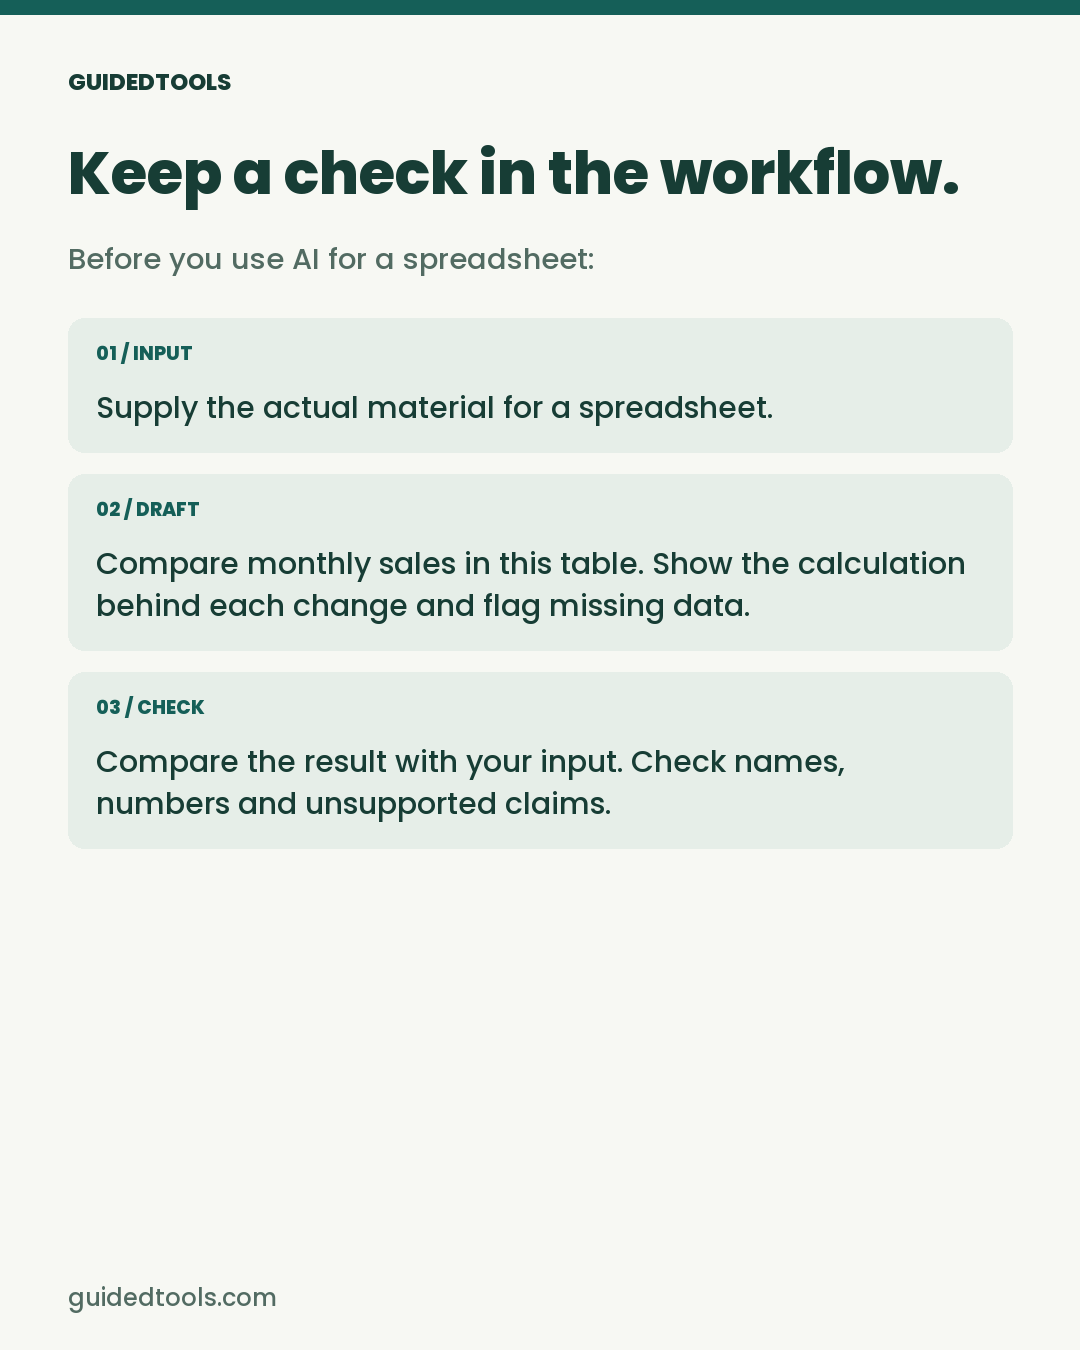 GUIDEDTOOLS
Keep a check in the workflow.
Before you use AI for a spreadsheet:
01 / INPUT
Supply the actual material for a spreadsheet.
02 / DRAFT
Compare monthly sales in this table. Show the calculation
behind each change and flag missing data.
03 / CHECK
Compare the result with your input. Check names,
numbers and unsupported claims.
guidedtools.com